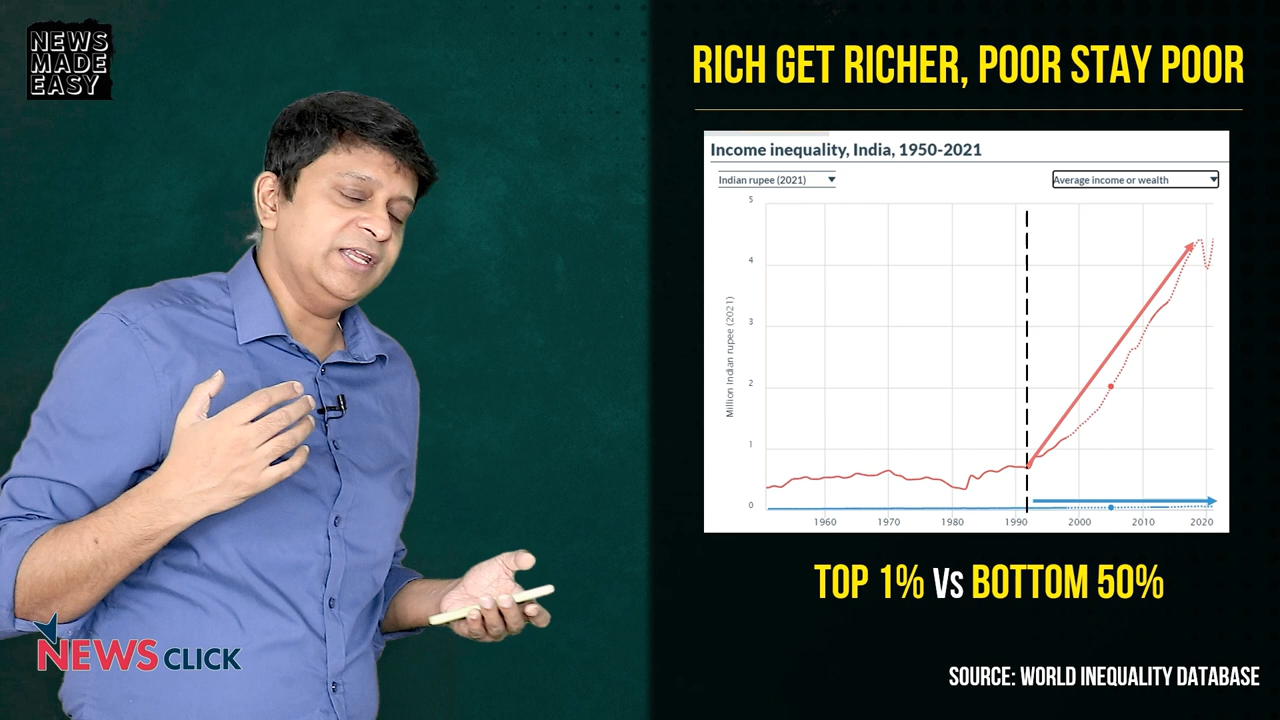 NEWS
MADE
EASY
RICH GET RICHER, POOR STAY POOR
Income inequality, India, 1950-2021
Indian rupee (2021)
Average income or wealth
Million Indian rupee (2021)
5
4
3
2
1
0
1960 1970 1980 1990 2000 2010 2020
TOP 1% Vs BOTTOM 50%
NEWSCLICK
SOURCE: WORLD INEQUALITY DATABASE